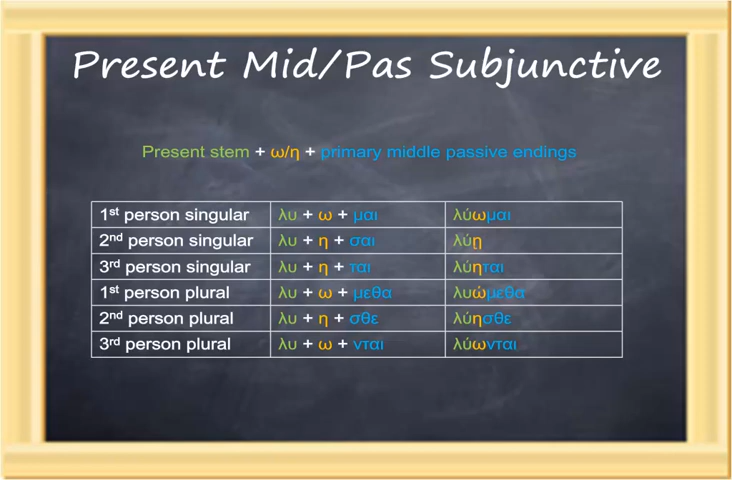 Present Mid/Pas Subjunctive
Present stem + ω/η + primary middle passive endings
1st person singular λυ + ω + μαι λύωμαι
2nd person singular λυ + η + σαι λύῃ
3rd person singular λυ + η + ται λύηται
1st person plural λυ + ω + μεθα λυώμεθα
2nd person plural λυ + η + σθε λύησθε
3rd person plural λυ + ω + νται λύωνται